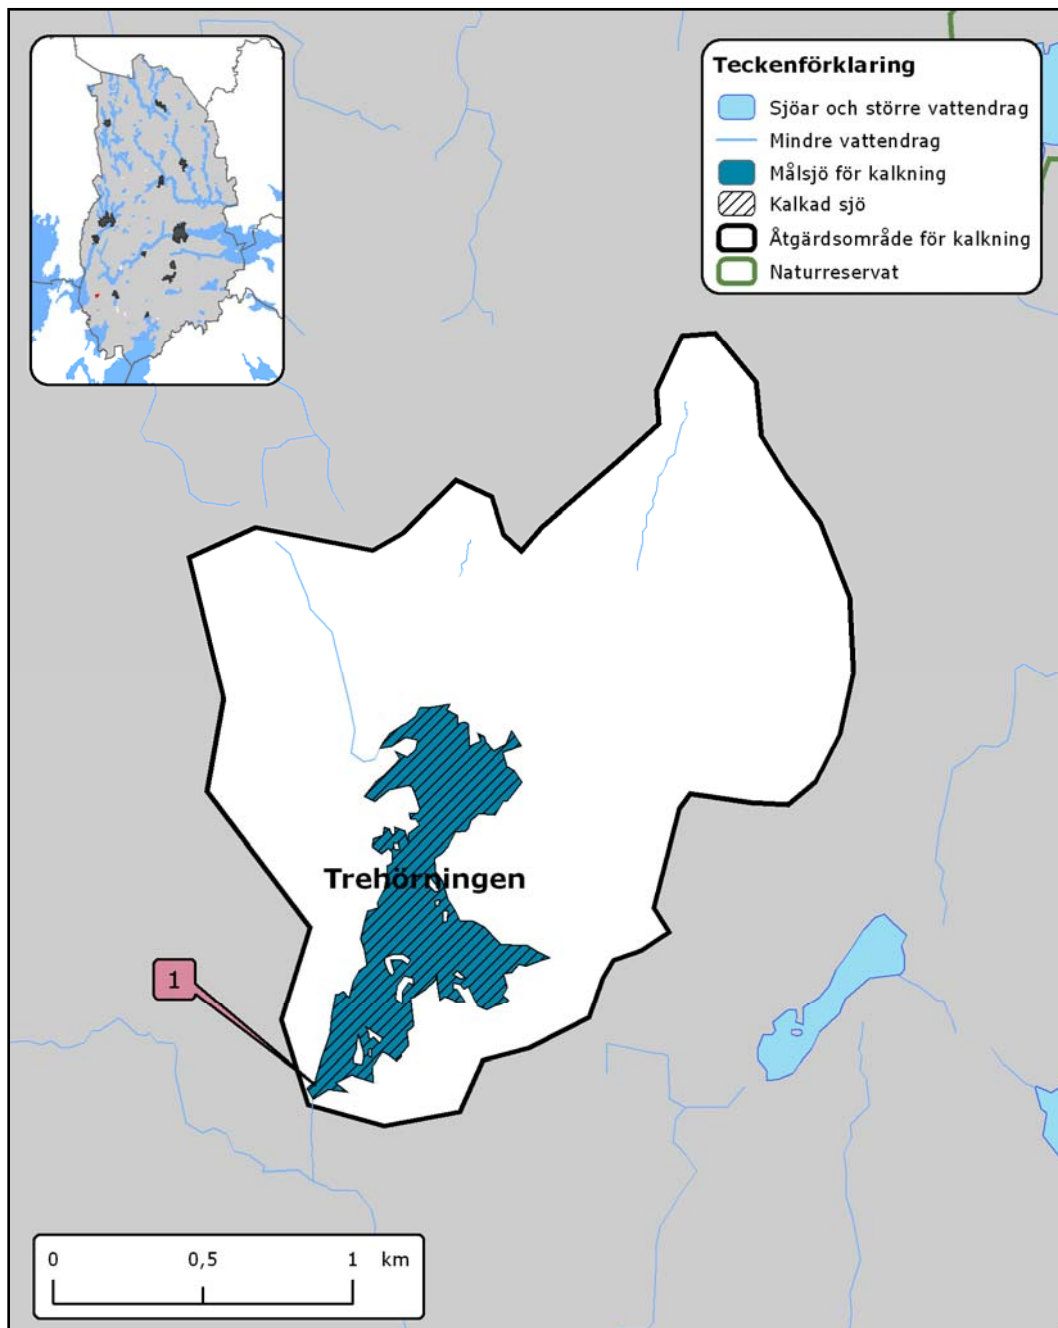 Teckenförklaring
Sjöar och större vattendrag
Mindre vattendrag
Målsjö för kalkning
Kalkad sjö
Åtgärdsområde för kalkning
Naturreservat
Trehörningen
1
0 0,5 1 km